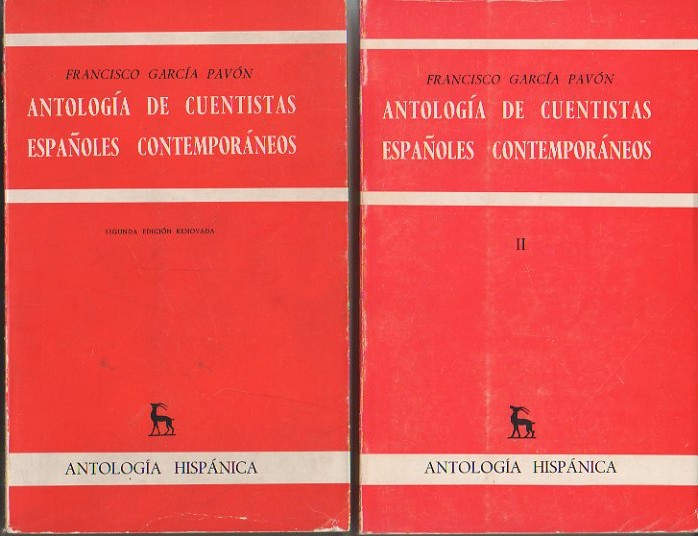 FRANCISCO GARCÍA PAVÓN
ANTOLOGÍA DE CUENTISTAS
ESPAÑOLES CONTEMPORÁNEOS
SEGUNDA EDICIÓN RENOVADA
ANTOLOGÍA HISPÁNICA
FRANCISCO GARCÍA PAVÓN
ANTOLOGÍA DE CUENTISTAS
ESPAÑOLES CONTEMPORÁNEOS
II
ANTOLOGÍA HISPÁNICA